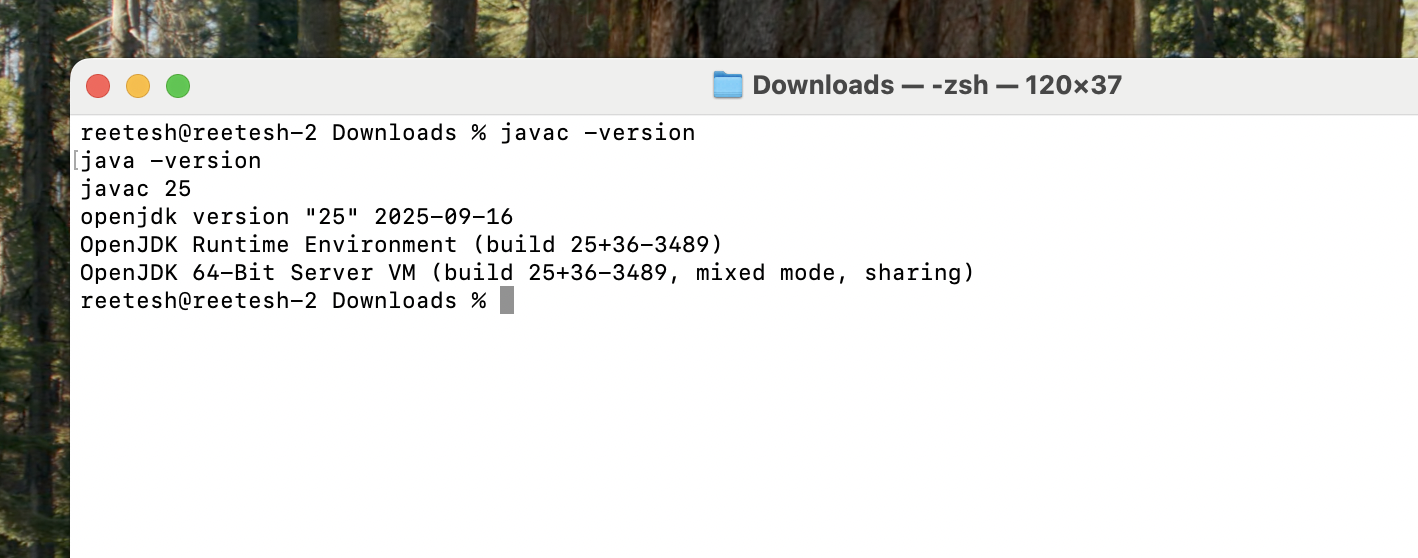 Downloads — -zsh — 120×37
reetesh@reetesh-2 Downloads % javac -version
java -version
javac 25
openjdk version "25" 2025-09-16
OpenJDK Runtime Environment (build 25+36-3489)
OpenJDK 64-Bit Server VM (build 25+36-3489, mixed mode, sharing)
reetesh@reetesh-2 Downloads %